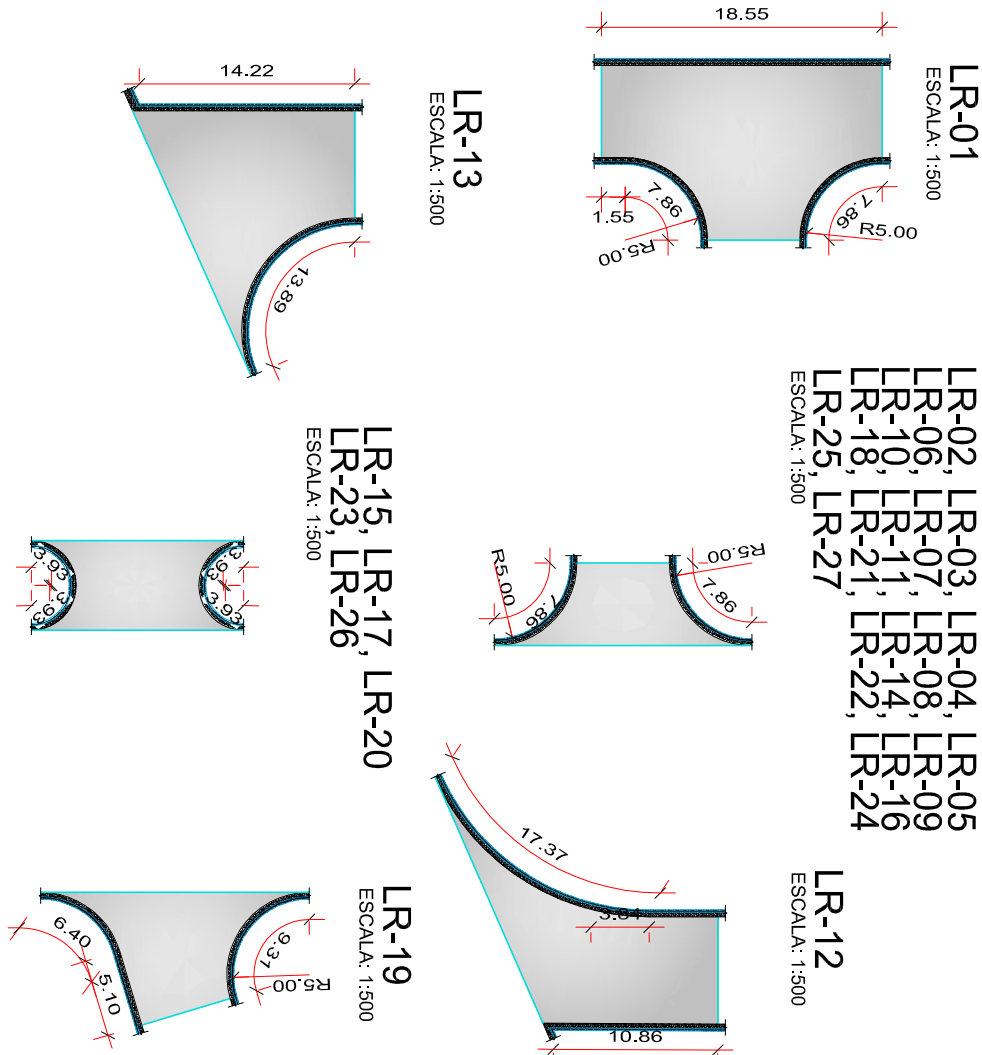 18.55
LR-01
ESCALA: 1:500
7.86
7.86
1.55
R5.00
R5.00
14.22
LR-13
ESCALA: 1:500
13.89
LR-02, LR-03, LR-04, LR-05
LR-06, LR-07, LR-08, LR-09
LR-10, LR-11, LR-14, LR-16
LR-18, LR-21, LR-22, LR-24
LR-25, LR-27
ESCALA: 1:500
R5.00
R5.00
7.86
7.86
LR-15, LR-17, LR-20
LR-23, LR-26
ESCALA: 1:500
3.93
3.93
3.93
3.93
LR-12
ESCALA: 1:500
17.37
3.84
10.86
LR-19
ESCALA: 1:500
6.40
5.10
9.31
R5.00